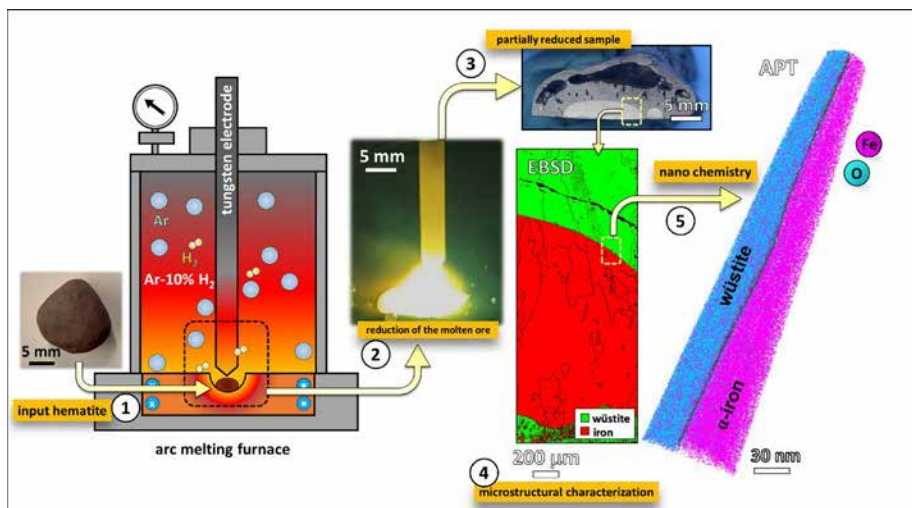 partially reduced sample
3
5 mm
APT
tungsten electrode
5 mm
EBSD
Fe
O
nano chemistry
5
Ar
H2
Ar-10% H2
wüstite
5 mm
reduction of the molten ore
2
input hematite
1
x
x
x
x
arc melting furnace
wüstite
iron
α-iron
200 μm
30 nm
4
microstructural characterization